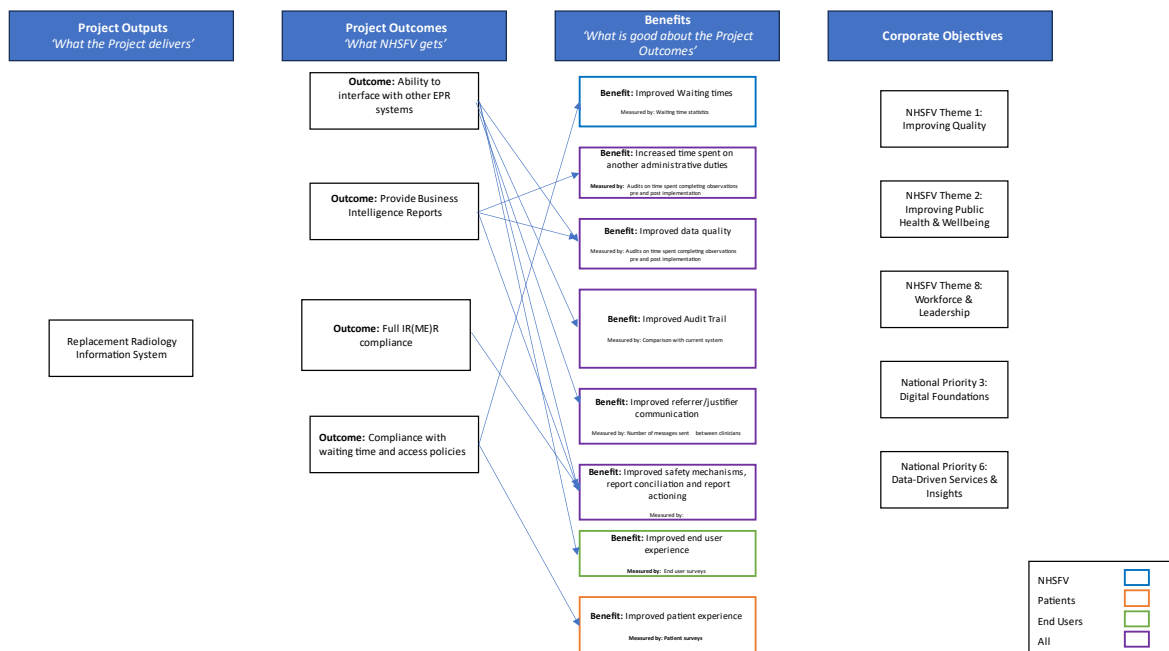 Project Outputs
‘What the Project delivers’
Project Outcomes
‘What NHSFV gets’
Benefits
‘What is good about the Project
Outcomes’
Corporate Objectives
Replacement Radiology
Information System
Outcome: Ability to
interface with other EPR
systems
Outcome: Provide Business
Intelligence Reports
Outcome: Full IR(ME)R
compliance
Outcome: Compliance with
waiting time and access policies
Benefit: Improved Waiting times
Measured by: Waiting time statistics
Benefit: Increased time spent on
another administrative duties
Measured by: Audits on time spent completing observations
pre and post implementation
Benefit: Improved data quality
Measured by: Audits on time spent completing observations
pre and post implementation
Benefit: Improved Audit Trail
Measured by: Comparison with current system
Benefit: Improved referrer/justifier
communication
Measured by: Number of messages sent between clinicians
Benefit: Improved safety mechanisms,
report conciliation and report
actioning
Measured by:
Benefit: Improved end user
experience
Measured by: End user surveys
Benefit: Improved patient experience
Measured by: Patient surveys
NHSFV Theme 1:
Improving Quality
NHSFV Theme 2:
Improving Public
Health & Wellbeing
NHSFV Theme 8:
Workforce &
Leadership
National Priority 3:
Digital Foundations
National Priority 6:
Data-Driven Services &
Insights
NHSFV
Patients
End Users
All